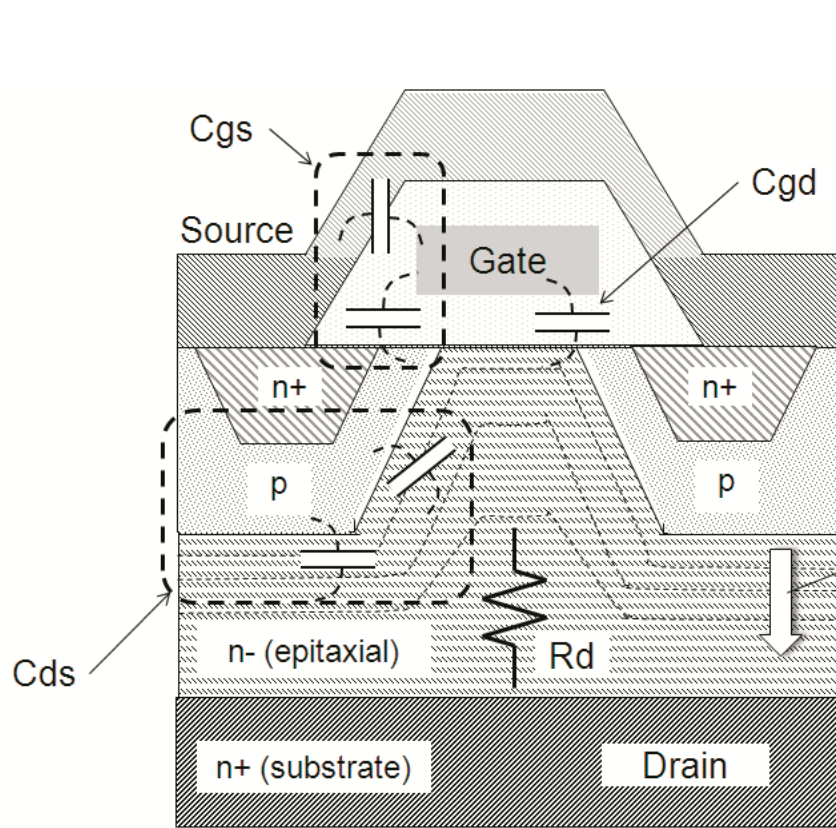 Cgs
Cgd
Source
Gate
n+
n+
p
p
n- (epitaxial)
Rd
Cds
n+ (substrate)
Drain